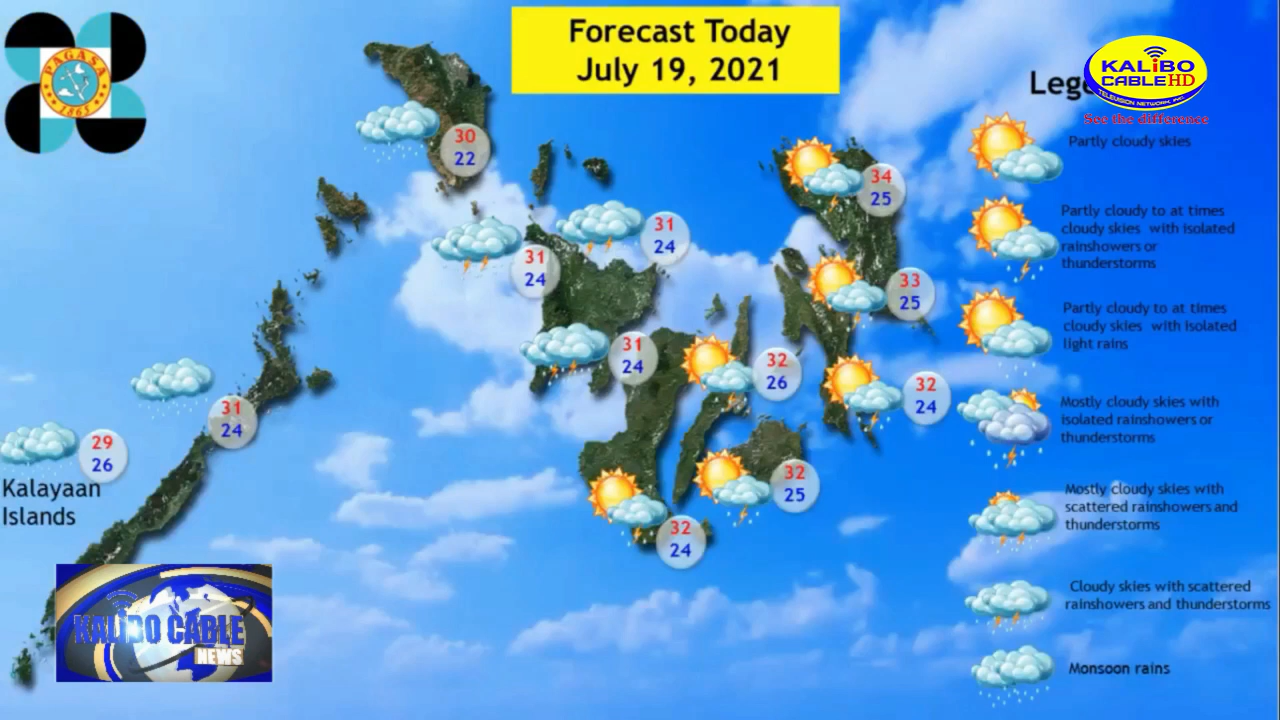 Forecast Today
July 19, 2021
PAGASA
1865
KALiBO
CABLE HD
TELEVISION NETWORK, INC.
See the difference
Lege
Partly cloudy skies
Partly cloudy to at times
cloudy skies with isolated
rainshowers or
thunderstorms
Partly cloudy to at times
cloudy skies with isolated
light rains
Mostly cloudy skies with
isolated rainshowers or
thunderstorms
Mostly cloudy skies with
scattered rainshowers and
thunderstorms
Cloudy skies with scattered
rainshowers and thunderstorms
Monsoon rains
30
22
34
25
31
24
31
24
33
25
31
24
32
26
32
24
31
24
29
26
Kalayaan
Islands
32
25
32
24
KALIBO CABLE
NEWS